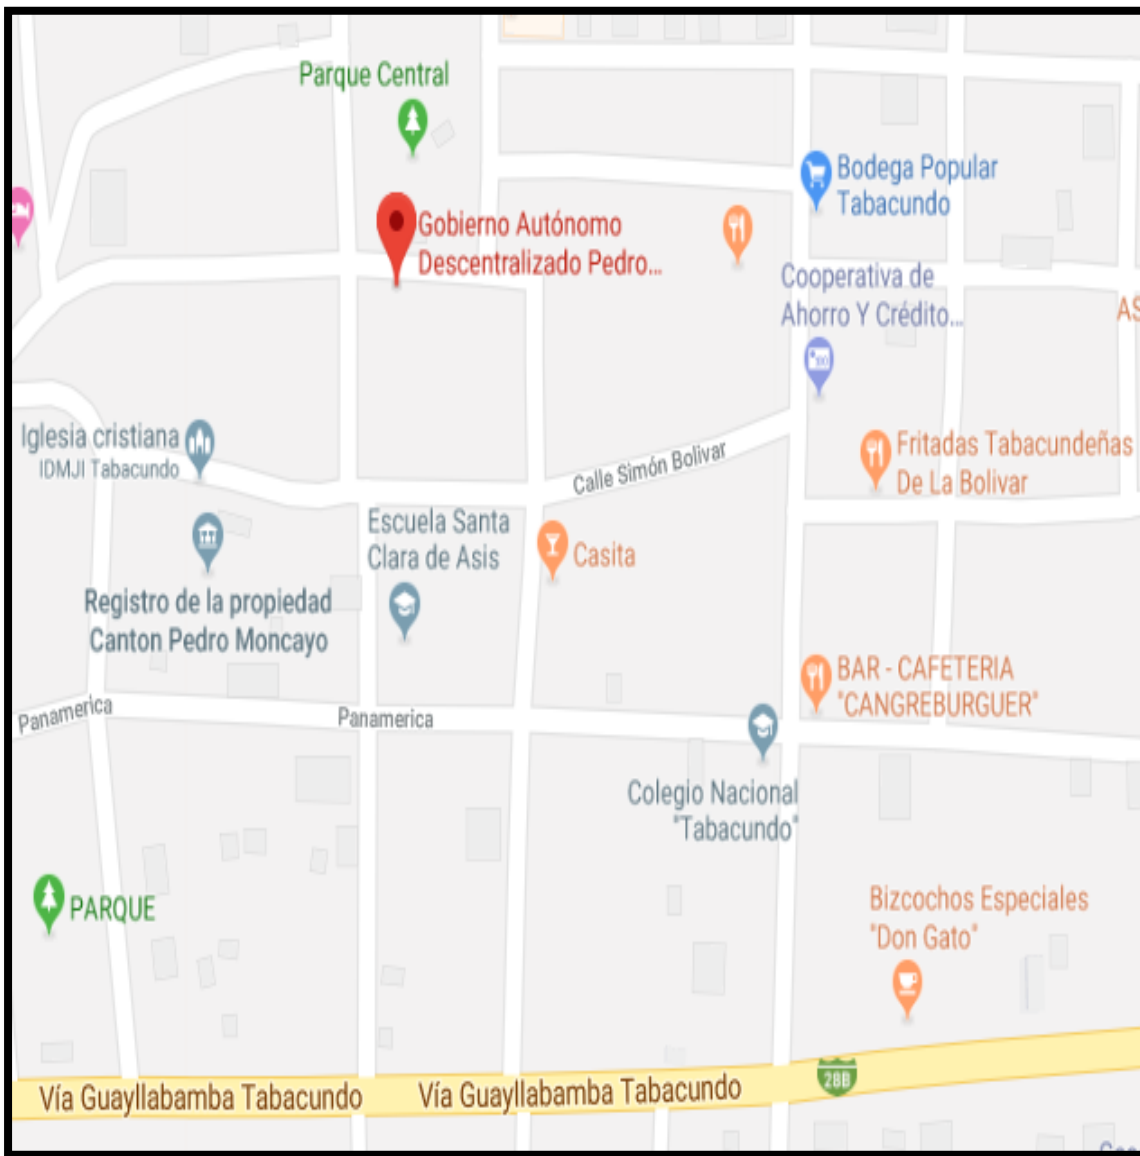 Parque Central
Bodega Popular
Tabacundo
Gobierno Autónomo
Descentralizado Pedro...
Cooperativa de
Ahorro Y Crédito...
100
AS
Iglesia cristiana
IDMJI Tabacundo
Calle Simón Bolivar
Fritadas Tabacundeñas
De La Bolivar
Escuela Santa
Clara de Asis
Casita
Registro de la propiedad
Canton Pedro Moncayo
BAR - CAFETERIA
"CANGREBURGUER"
Panamerica
Panamerica
Colegio Nacional
"Tabacundo"
PARQUE
Bizcochos Especiales
"Don Gato"
28B
Vía Guayllabamba Tabacundo
Vía Guayllabamba Tabacundo